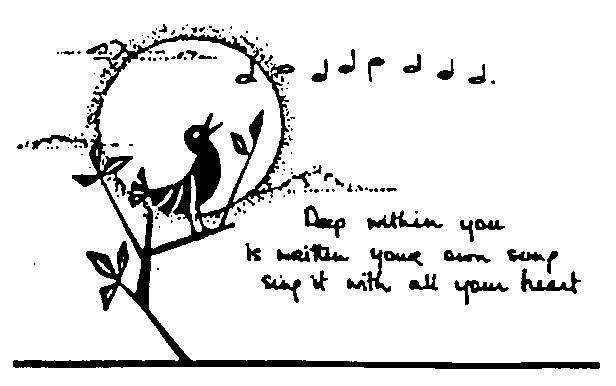 Deep within you
is written your own song
sing it with all your heart